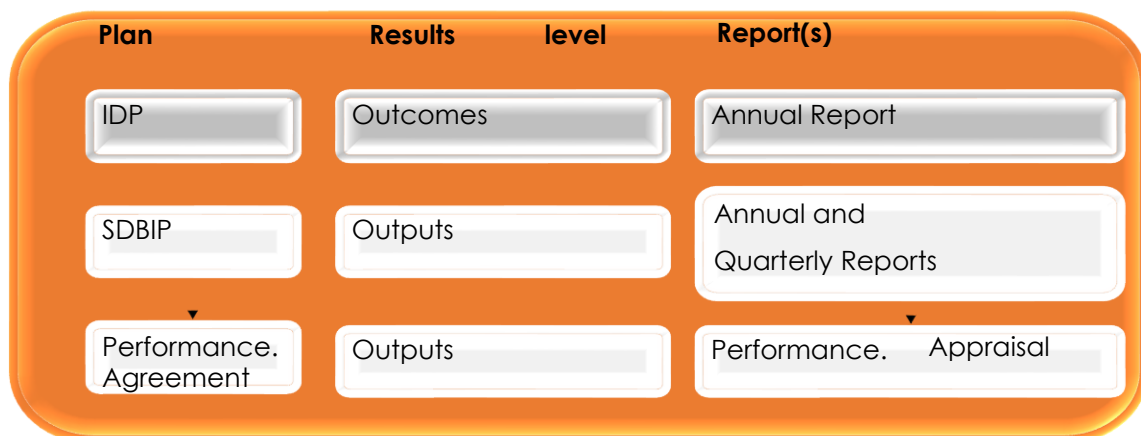 Plan Results level Report(s)
IDP Outcomes Annual Report
SDBIP Outputs Annual and
Quarterly Reports
Performance. Agreement Outputs Performance. Appraisal